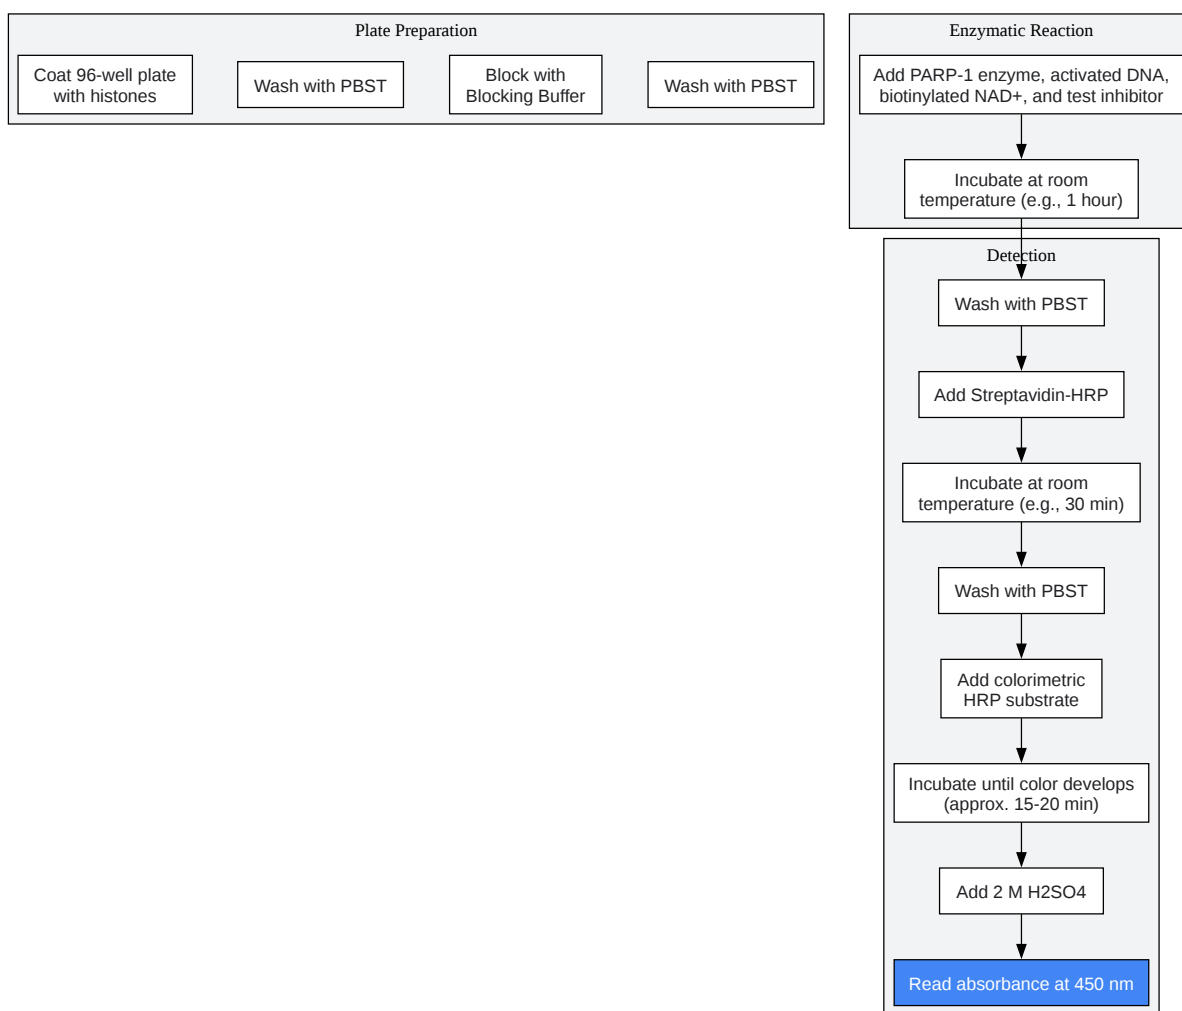 Plate Preparation
Coat 96-well plate
with histones
Wash with PBST
Block with
Blocking Buffer
Wash with PBST
Enzymatic Reaction
Add PARP-1 enzyme, activated DNA,
biotinylated NAD+, and test inhibitor
Incubate at room
temperature (e.g., 1 hour)
Detection
Wash with PBST
Add Streptavidin-HRP
Incubate at room
temperature (e.g., 30 min)
Wash with PBST
Add colorimetric
HRP substrate
Incubate until color develops
(approx. 15-20 min)
Add 2 M H2SO4
Read absorbance at 450 nm